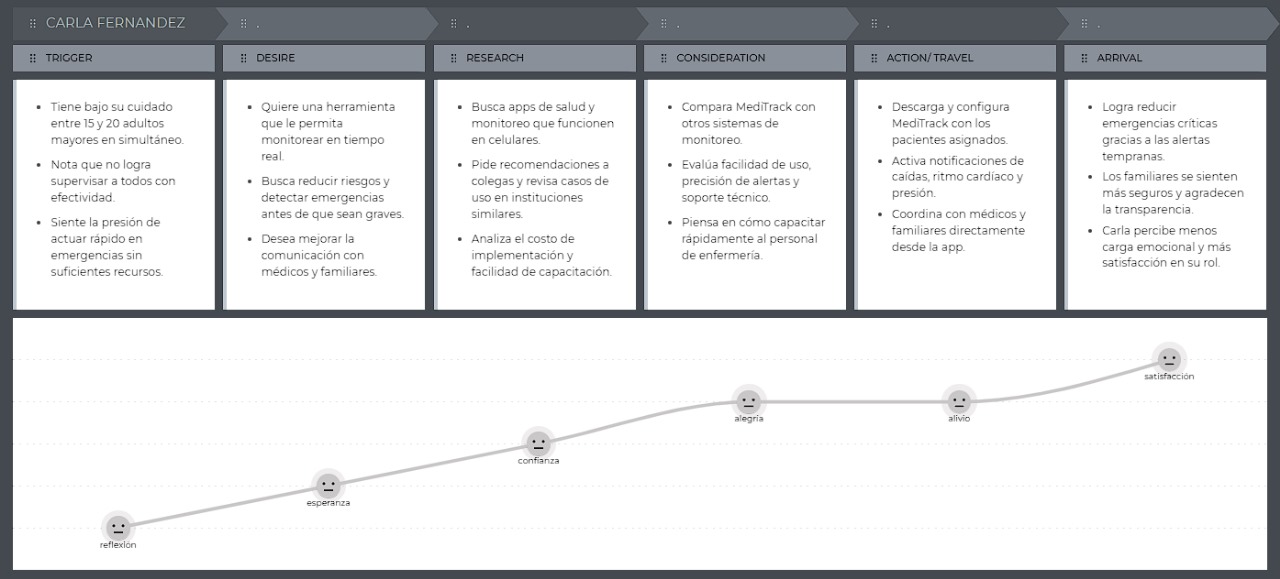 CARLA FERNANDEZ
.
.
.
.
.
TRIGGER
DESIRE
RESEARCH
CONSIDERATION
ACTION/ TRAVEL
ARRIVAL
Tiene bajo su cuidado
entre 15 y 20 adultos
mayores en simultáneo.
Nota que no logra
supervisar a todos con
efectividad.
Siente la presión de
actuar rápido en
emergencias sin
suficientes recursos.
Quiere una herramienta
que le permita
monitorear en tiempo
real.
Busca reducir riesgos y
detectar emergencias
antes de que sean graves.
Desea mejorar la
comunicación con
médicos y familiares.
Busca apps de salud y
monitoreo que funcionen
en celulares.
Pide recomendaciones a
colegas y revisa casos de
uso en instituciones
similares.
Analiza el costo de
implementación y
facilidad de capacitación.
Compara MediTrack con
otros sistemas de
monitoreo.
Evalúa facilidad de uso,
precisión de alertas y
soporte técnico.
Piensa en cómo capacitar
rápidamente al personal
de enfermería.
Descarga y configura
MediTrack con los
pacientes asignados.
Activa notificaciones de
caídas, ritmo cardíaco y
presión.
Coordina con médicos y
familiares directamente
desde la app.
Logra reducir
emergencias críticas
gracias a las alertas
tempranas.
Los familiares se sienten
más seguros y agradecen
la transparencia.
Carla percibe menos
carga emocional y más
satisfacción en su rol.
satisfacción
alegría
alivio
confianza
esperanza
reflexión